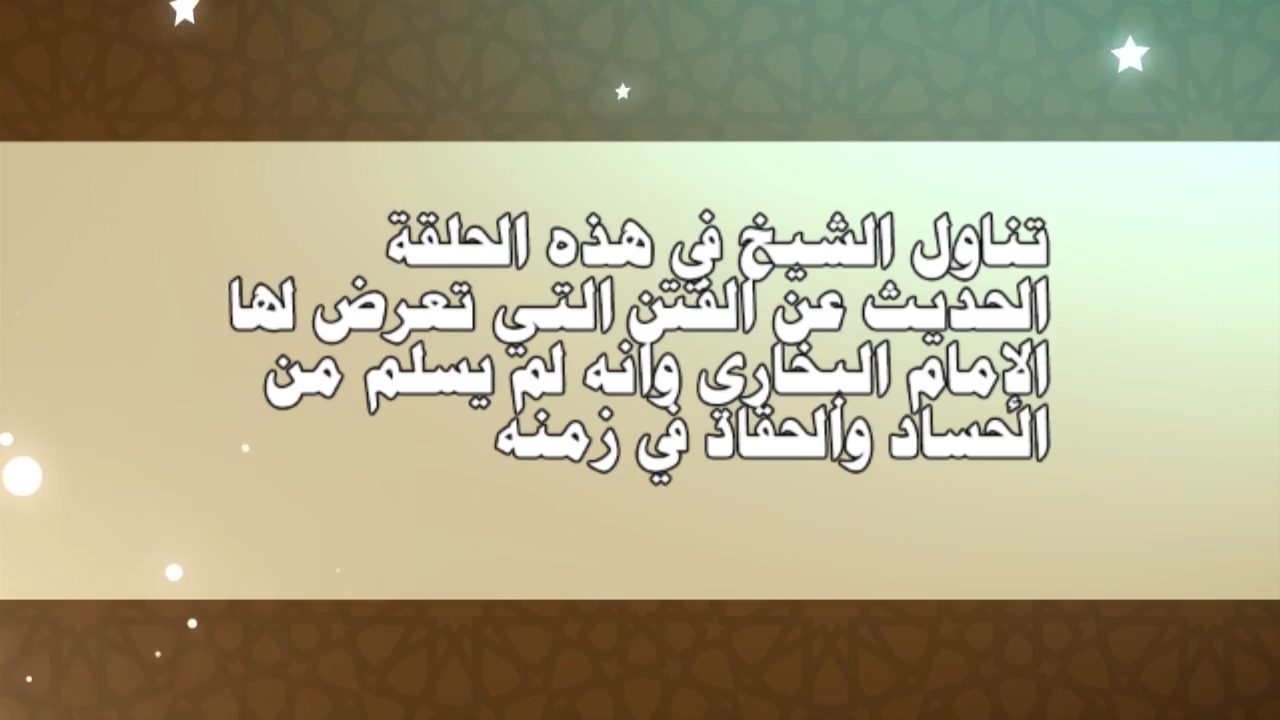 تناول الشيخ في هذه الحلقة
الحديث عن الفتن التي تعرض لها
الإمام البخاري وأنه لم يسلم من
الحساد والحقاد في زمنه